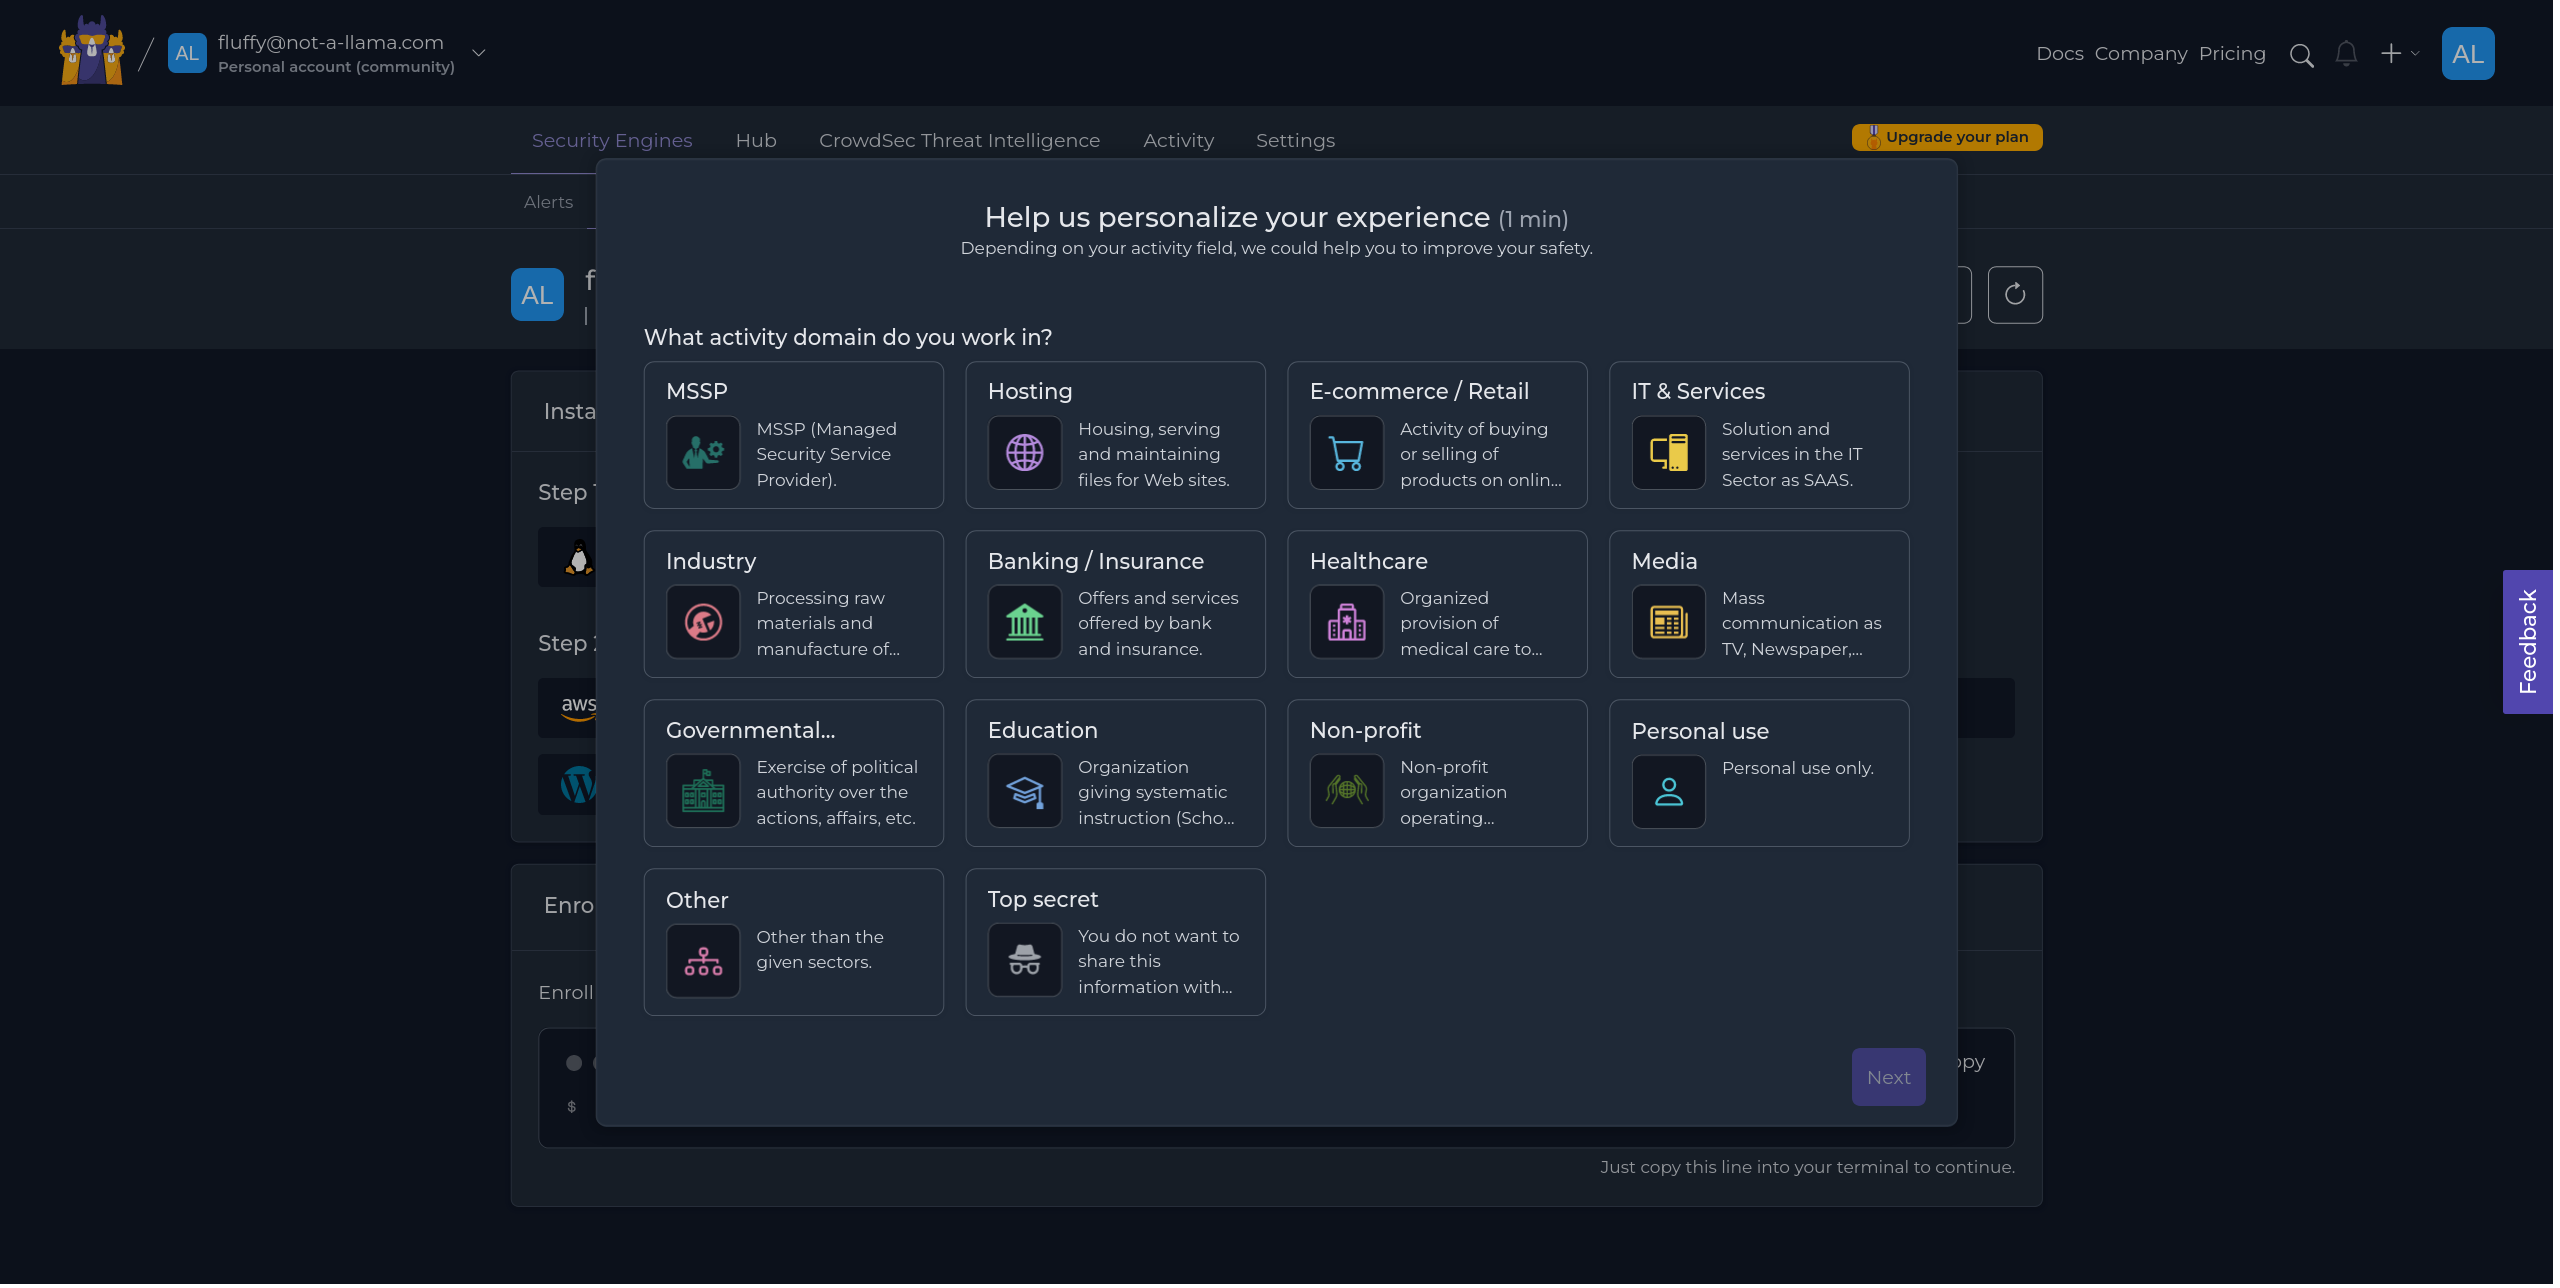 AL
fluffy@not-a-llama.com
Personal account (community)
Docs Company Pricing
AL
Security Engines Hub CrowdSec Threat Intelligence Activity Settings
Upgrade your plan
Alerts
AL
Help us personalize your experience (1 min)
Depending on your activity field, we could help you to improve your safety.
What activity domain do you work in?
MSSP
MSSP (Managed
Security Service
Provider).
Hosting
Housing, serving
and maintaining
files for Web sites.
E-commerce / Retail
Activity of buying
or selling of
products on onlin...
IT & Services
Solution and
services in the IT
Sector as SAAS.
Industry
Processing raw
materials and
manufacture of...
Banking / Insurance
Offers and services
offered by bank
and insurance.
Healthcare
Organized
provision of
medical care to...
Media
Mass
communication as
TV, Newspaper,...
Governmental...
Exercise of political
authority over the
actions, affairs, etc.
Education
Organization
giving systematic
instruction (Scho...
Non-profit
Non-profit
organization
operating...
Personal use
Personal use only.
Other
Other than the
given sectors.
Top secret
You do not want to
share this
information with...
Next
Step
Step
aws
Enroll
$
Just copy this line into your terminal to continue.
Feedback